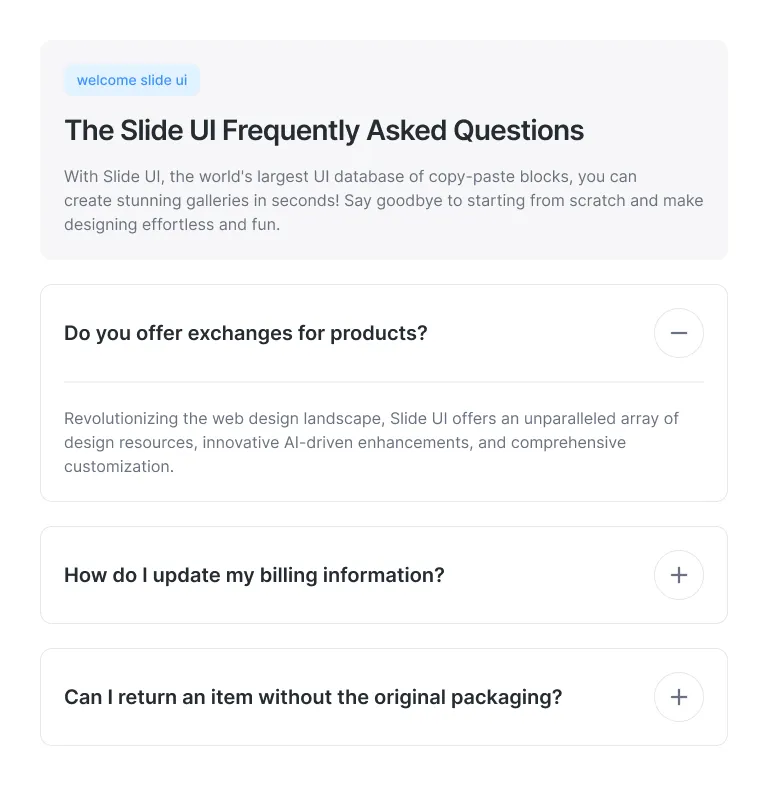 welcome slide ui
The Slide UI Frequently Asked Questions
With Slide UI, the world's largest UI database of copy-paste blocks, you can
create stunning galleries in seconds! Say goodbye to starting from scratch and make
designing effortless and fun.
Do you offer exchanges for products?
Revolutionizing the web design landscape, Slide UI offers an unparalleled array of
design resources, innovative AI-driven enhancements, and comprehensive
customization.
How do I update my billing information?
Can I return an item without the original packaging?